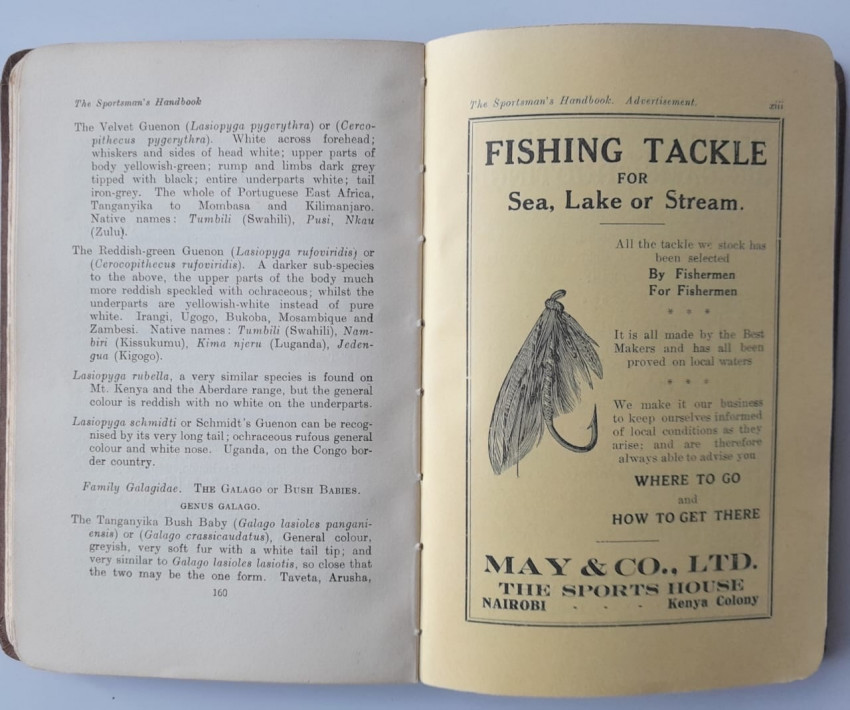 The Sportsman's Handbook
The Velvet Guenon (Lasiopyga pygerythra) or (Cerco-
pithecus pygerythra). White across forehead;
whiskers and sides of head white; upper parts of
body yellowish-green; rump and limbs dark grey
tipped with black; entire underparts white; tail
iron-grey. The whole of Portuguese East Africa,
Tanganyika to Mombasa and Kilimanjaro.
Native names: Tumbili (Swahili), Pusi, Nkau
(Zulu).
The Reddish-green Guenon (Lasiopyga rufoviridis) or
(Cerocopithecus rufoviridis). A darker sub-species
to the above, the upper parts of the body much
more reddish speckled with ochraceous; whilst the
underparts are yellowish-white instead of pure
white. Irangi, Ugogo, Bukoba, Mosambique and
Zambesi. Native names: Tumbili (Swahili), Nam-
biri (Kissukumu), Kima njeru (Luganda), Jeden-
gua (Kigogo).
Lasiopyga rubella, a very similar species is found on
Mt. Kenya and the Aberdare range, but the general
colour is reddish with no white on the underparts.
Lasiopyga schmidti or Schmidt's Guenon can be recog-
nised by its very long tail; ochraceous rufous general
colour and white nose. Uganda, on the Congo bor-
der country.
Family Galagidae. THE GALAGO OR BUSH BABIES.
GENUS GALAGO.
The Tanganyika Bush Baby (Galago lasioles pangani-
ensis) or (Galago crassicaudatus), General colour,
greyish, very soft fur with a white tail tip; and
very similar to Galago lasioles lasiotis, so close that
the two may be the one form. Taveta, Arusha,
160
The Sportsman's Handbook. Advertisement. xiii
FISHING TACKLE
FOR
Sea, Lake or Stream.
All the tackle we stock has
been selected
By Fishermen
For Fishermen
* * *
It is all made by the Best
Makers and has all been
proved on local waters
* * *
We make it our business
to keep ourselves informed
of local conditions as they
arise; and are therefore
always able to advise you
WHERE TO GO
and
HOW TO GET THERE
MAY & CO., LTD.
THE SPORTS HOUSE
NAIROBI - - - Kenya Colony